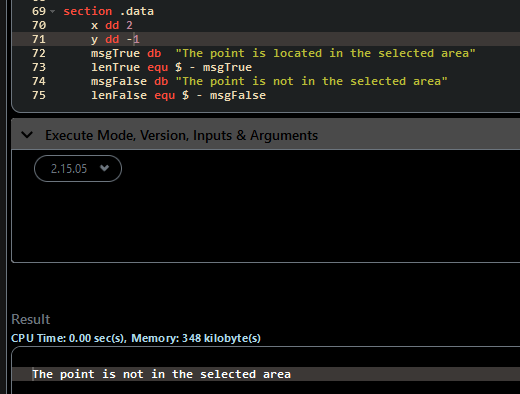 69 section .data
70 x dd 2
71 y dd -1
72 msgTrue db "The point is located in the selected area"
73 lenTrue equ $ - msgTrue
74 msgFalse db "The point is not in the selected area"
75 lenFalse equ $ - msgFalse
Execute Mode, Version, Inputs & Arguments
2.15.05
Result
CPU Time: 0.00 sec(s), Memory: 348 kilobyte(s)
The point is not in the selected area